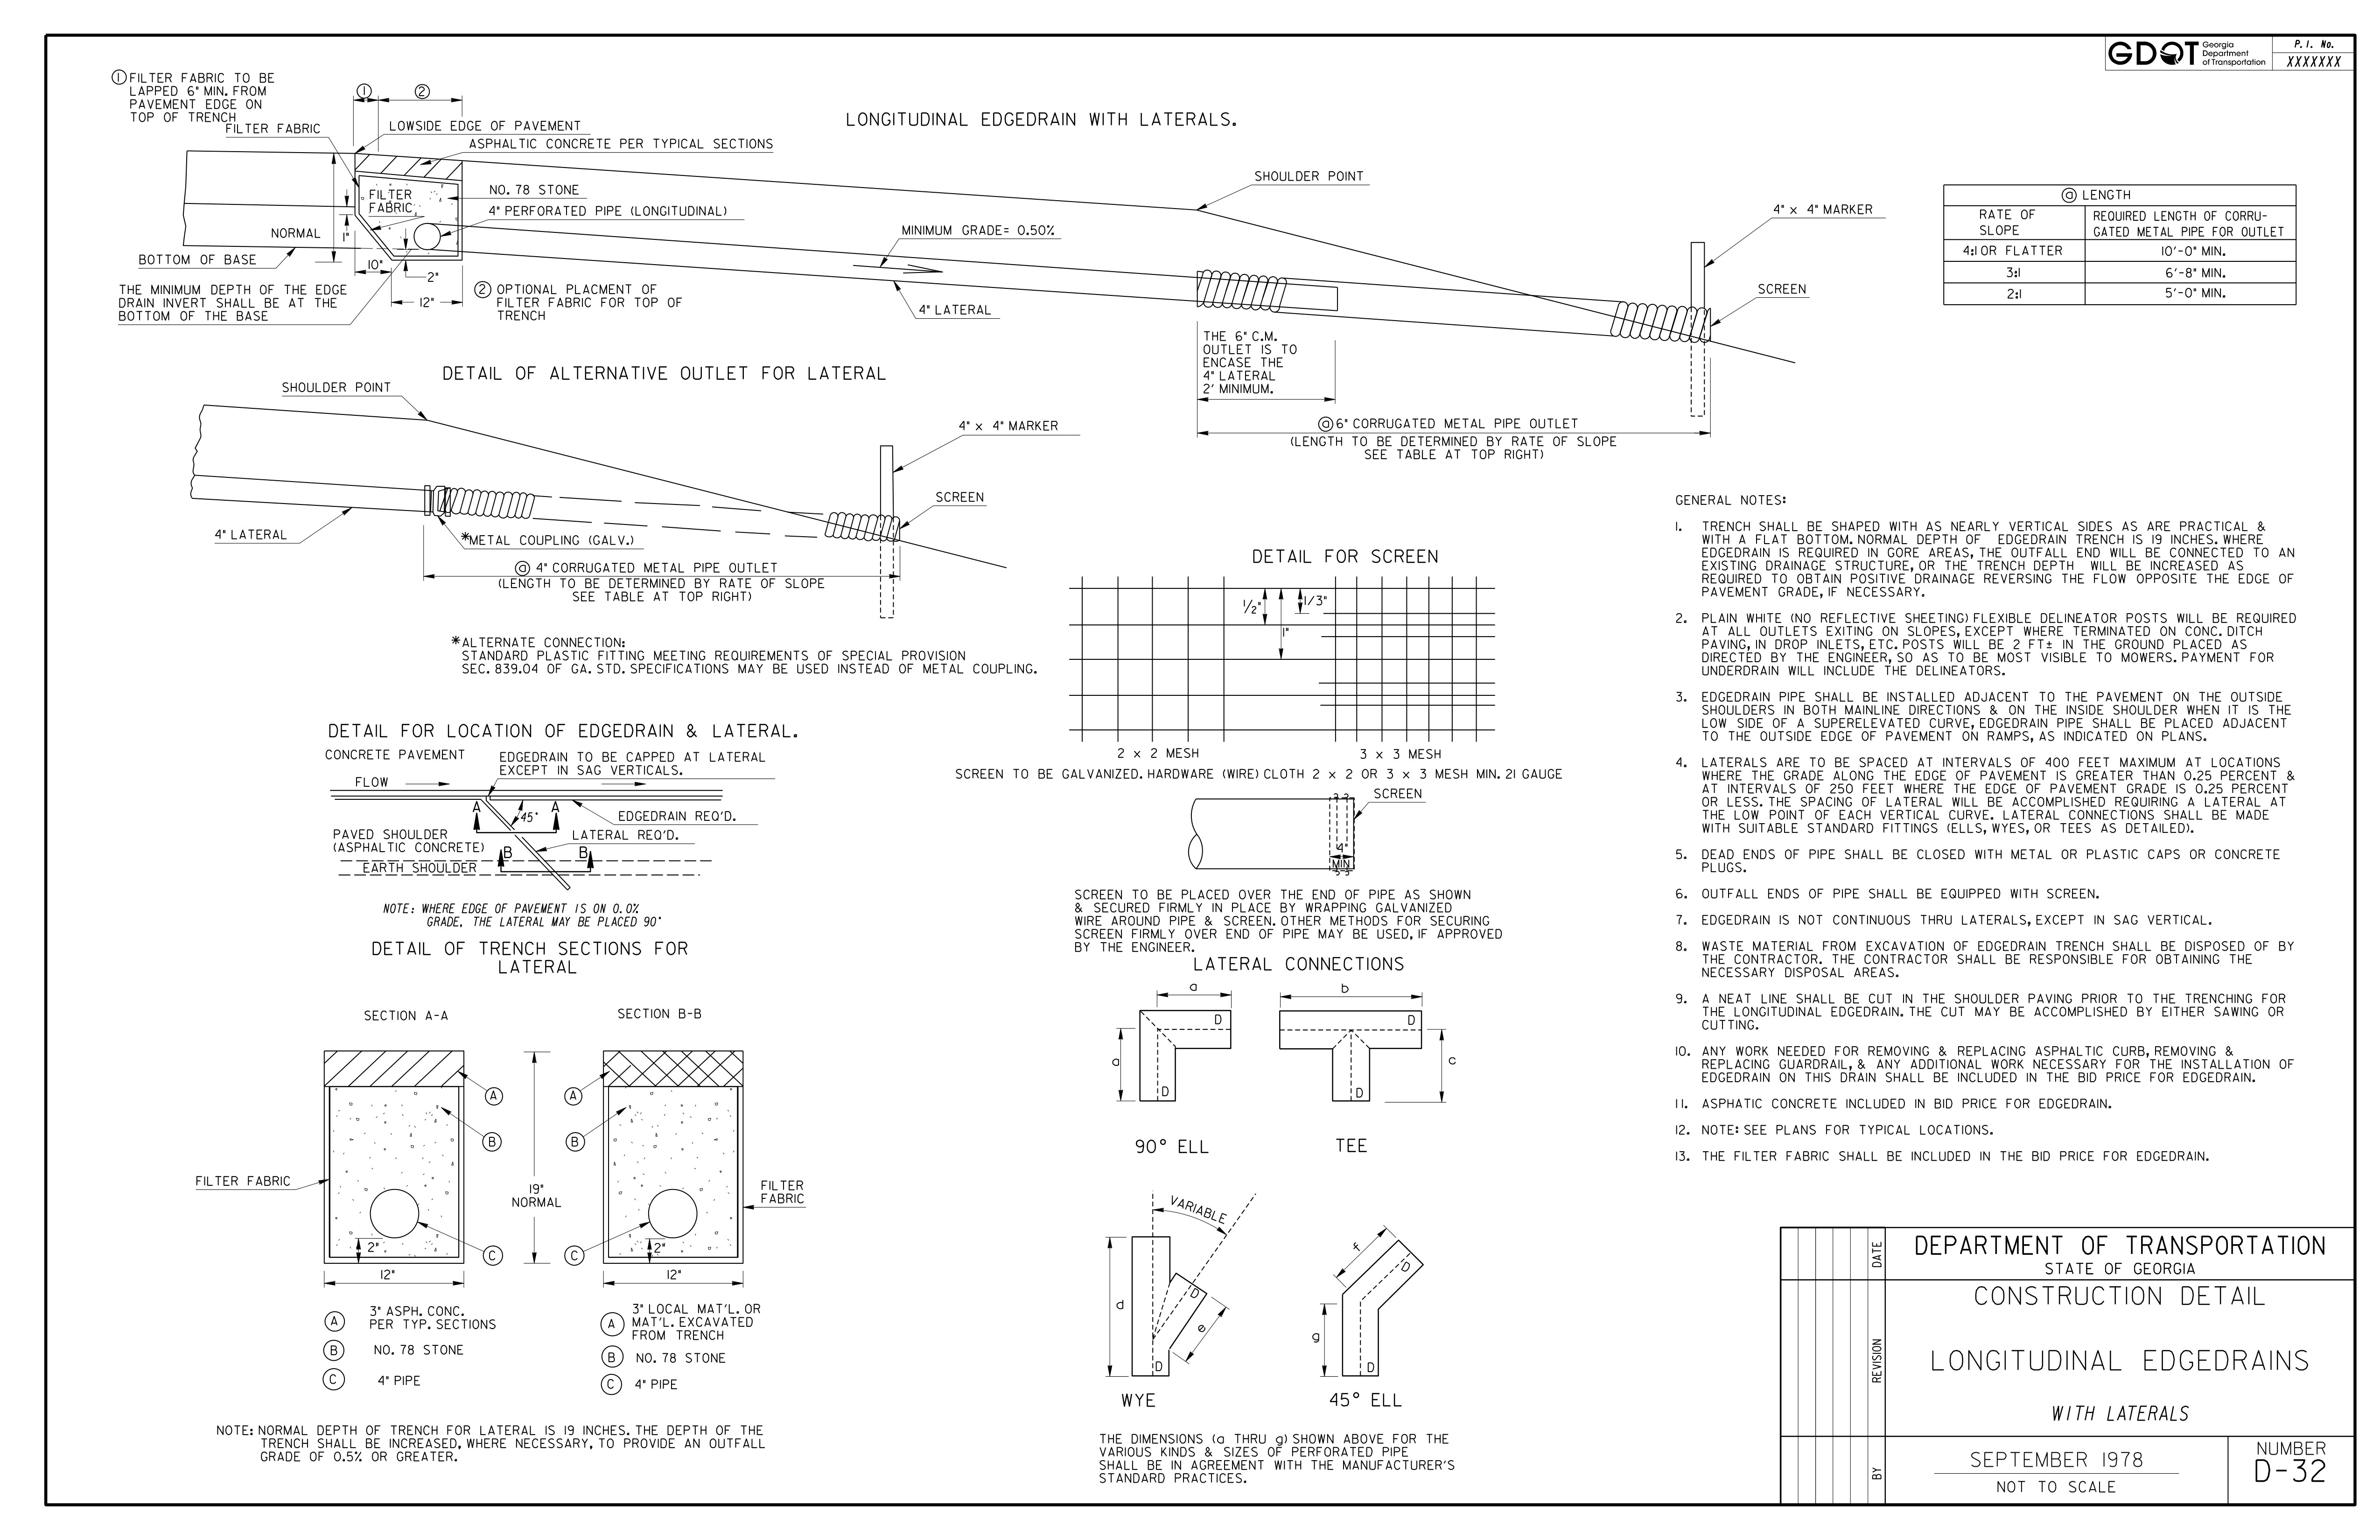 GDOT Georgia
Department
of Transportation
P.I. No.
XXXXXXX
① FILTER FABRIC TO BE
LAPPED 6" MIN. FROM
PAVEMENT EDGE ON
TOP OF TRENCH
FILTER FABRIC
①
②
LOWSIDE EDGE OF PAVEMENT
ASPHALTIC CONCRETE PER TYPICAL SECTIONS
LONGITUDINAL EDGEDRAIN WITH LATERALS.
FILTER
FABRIC
NO. 78 STONE
4" PERFORATED PIPE (LONGITUDINAL)
NORMAL
1"
BOTTOM OF BASE
10"
2"
12"
THE MINIMUM DEPTH OF THE EDGE
DRAIN INVERT SHALL BE AT THE
BOTTOM OF THE BASE
② OPTIONAL PLACMENT OF
FILTER FABRIC FOR TOP OF
TRENCH
MINIMUM GRADE= 0.50%
4" LATERAL
SHOULDER POINT
4" x 4" MARKER
SCREEN
THE 6" C.M.
OUTLET IS TO
ENCASE THE
4" LATERAL
2' MINIMUM.
ⓐ 6" CORRUGATED METAL PIPE OUTLET
(LENGTH TO BE DETERMINED BY RATE OF SLOPE
SEE TABLE AT TOP RIGHT)
ⓐ LENGTH
RATE OF
SLOPE
REQUIRED LENGTH OF CORRU-
GATED METAL PIPE FOR OUTLET
4:1 OR FLATTER 10'-0" MIN.
3:1 6'-8" MIN.
2:1 5'-0" MIN.
DETAIL OF ALTERNATIVE OUTLET FOR LATERAL
SHOULDER POINT
4" x 4" MARKER
SCREEN
4" LATERAL
*METAL COUPLING (GALV.)
ⓐ 4" CORRUGATED METAL PIPE OUTLET
(LENGTH TO BE DETERMINED BY RATE OF SLOPE
SEE TABLE AT TOP RIGHT)
*ALTERNATE CONNECTION:
STANDARD PLASTIC FITTING MEETING REQUIREMENTS OF SPECIAL PROVISION
SEC. 839.04 OF GA. STD. SPECIFICATIONS MAY BE USED INSTEAD OF METAL COUPLING.
DETAIL FOR LOCATION OF EDGEDRAIN & LATERAL.
CONCRETE PAVEMENT
EDGEDRAIN TO BE CAPPED AT LATERAL
EXCEPT IN SAG VERTICALS.
FLOW
A
A
45°
EDGEDRAIN REQ'D.
PAVED SHOULDER
(ASPHALTIC CONCRETE)
LATERAL REQ'D.
B
B
EARTH SHOULDER
NOTE: WHERE EDGE OF PAVEMENT IS ON 0.0%
GRADE, THE LATERAL MAY BE PLACED 90°
DETAIL OF TRENCH SECTIONS FOR
LATERAL
SECTION A-A
SECTION B-B
A
B
C
A
B
C
FILTER FABRIC
19"
NORMAL
FILTER
FABRIC
2"
2"
12"
12"
A 3" ASPH. CONC.
PER TYP. SECTIONS
B NO. 78 STONE
C 4" PIPE
A 3" LOCAL MAT'L. OR
MAT'L. EXCAVATED
FROM TRENCH
B NO. 78 STONE
C 4" PIPE
NOTE: NORMAL DEPTH OF TRENCH FOR LATERAL IS 19 INCHES. THE DEPTH OF THE
TRENCH SHALL BE INCREASED, WHERE NECESSARY, TO PROVIDE AN OUTFALL
GRADE OF 0.5% OR GREATER.
DETAIL FOR SCREEN
1/2"
1"
1/3"
2 x 2 MESH
3 x 3 MESH
SCREEN TO BE GALVANIZED. HARDWARE (WIRE) CLOTH 2 x 2 OR 3 x 3 MESH MIN. 21 GAUGE
SCREEN
4"
MIN.
SCREEN TO BE PLACED OVER THE END OF PIPE AS SHOWN
& SECURED FIRMLY IN PLACE BY WRAPPING GALVANIZED
WIRE AROUND PIPE & SCREEN. OTHER METHODS FOR SECURING
SCREEN FIRMLY OVER END OF PIPE MAY BE USED, IF APPROVED
BY THE ENGINEER.
LATERAL CONNECTIONS
a
a
D
D
90° ELL
b
c
D
D
TEE
VARIABLE
d
e
D
D
WYE
f
g
D
D
45° ELL
THE DIMENSIONS (a THRU g) SHOWN ABOVE FOR THE
VARIOUS KINDS & SIZES OF PERFORATED PIPE
SHALL BE IN AGREEMENT WITH THE MANUFACTURER'S
STANDARD PRACTICES.
GENERAL NOTES:
1. TRENCH SHALL BE SHAPED WITH AS NEARLY VERTICAL SIDES AS ARE PRACTICAL &
WITH A FLAT BOTTOM. NORMAL DEPTH OF EDGEDRAIN TRENCH IS 19 INCHES. WHERE
EDGEDRAIN IS REQUIRED IN GORE AREAS, THE OUTFALL END WILL BE CONNECTED TO AN
EXISTING DRAINAGE STRUCTURE, OR THE TRENCH DEPTH WILL BE INCREASED AS
REQUIRED TO OBTAIN POSITIVE DRAINAGE REVERSING THE FLOW OPPOSITE THE EDGE OF
PAVEMENT GRADE, IF NECESSARY.
2. PLAIN WHITE (NO REFLECTIVE SHEETING) FLEXIBLE DELINEATOR POSTS WILL BE REQUIRED
AT ALL OUTLETS EXITING ON SLOPES, EXCEPT WHERE TERMINATED ON CONC. DITCH
PAVING, IN DROP INLETS, ETC. POSTS WILL BE 2 FT± IN THE GROUND PLACED AS
DIRECTED BY THE ENGINEER, SO AS TO BE MOST VISIBLE TO MOWERS. PAYMENT FOR
UNDERDRAIN WILL INCLUDE THE DELINEATORS.
3. EDGEDRAIN PIPE SHALL BE INSTALLED ADJACENT TO THE PAVEMENT ON THE OUTSIDE
SHOULDERS IN BOTH MAINLINE DIRECTIONS & ON THE INSIDE SHOULDER WHEN IT IS THE
LOW SIDE OF A SUPERELEVATED CURVE, EDGEDRAIN PIPE SHALL BE PLACED ADJACENT
TO THE OUTSIDE EDGE OF PAVEMENT ON RAMPS, AS INDICATED ON PLANS.
4. LATERALS ARE TO BE SPACED AT INTERVALS OF 400 FEET MAXIMUM AT LOCATIONS
WHERE THE GRADE ALONG THE EDGE OF PAVEMENT IS GREATER THAN 0.25 PERCENT &
AT INTERVALS OF 250 FEET WHERE THE EDGE OF PAVEMENT GRADE IS 0.25 PERCENT
OR LESS. THE SPACING OF LATERAL WILL BE ACCOMPLISHED REQUIRING A LATERAL AT
THE LOW POINT OF EACH VERTICAL CURVE. LATERAL CONNECTIONS SHALL BE MADE
WITH SUITABLE STANDARD FITTINGS (ELLS, WYES, OR TEES AS DETAILED).
5. DEAD ENDS OF PIPE SHALL BE CLOSED WITH METAL OR PLASTIC CAPS OR CONCRETE
PLUGS.
6. OUTFALL ENDS OF PIPE SHALL BE EQUIPPED WITH SCREEN.
7. EDGEDRAIN IS NOT CONTINUOUS THRU LATERALS, EXCEPT IN SAG VERTICAL.
8. WASTE MATERIAL FROM EXCAVATION OF EDGEDRAIN TRENCH SHALL BE DISPOSED OF BY
THE CONTRACTOR. THE CONTRACTOR SHALL BE RESPONSIBLE FOR OBTAINING THE
NECESSARY DISPOSAL AREAS.
9. A NEAT LINE SHALL BE CUT IN THE SHOULDER PAVING PRIOR TO THE TRENCHING FOR
THE LONGITUDINAL EDGEDRAIN. THE CUT MAY BE ACCOMPLISHED BY EITHER SAWING OR
CUTTING.
10. ANY WORK NEEDED FOR REMOVING & REPLACING ASPHALTIC CURB, REMOVING &
REPLACING GUARDRAIL, & ANY ADDITIONAL WORK NECESSARY FOR THE INSTALLATION OF
EDGEDRAIN ON THIS DRAIN SHALL BE INCLUDED IN THE BID PRICE FOR EDGEDRAIN.
11. ASPHATIC CONCRETE INCLUDED IN BID PRICE FOR EDGEDRAIN.
12. NOTE: SEE PLANS FOR TYPICAL LOCATIONS.
13. THE FILTER FABRIC SHALL BE INCLUDED IN THE BID PRICE FOR EDGEDRAIN.
DATE
REVISION
BY
DEPARTMENT OF TRANSPORTATION
STATE OF GEORGIA
CONSTRUCTION DETAIL
LONGITUDINAL EDGEDRAINS
WITH LATERALS
SEPTEMBER 1978
NOT TO SCALE
NUMBER
D-32